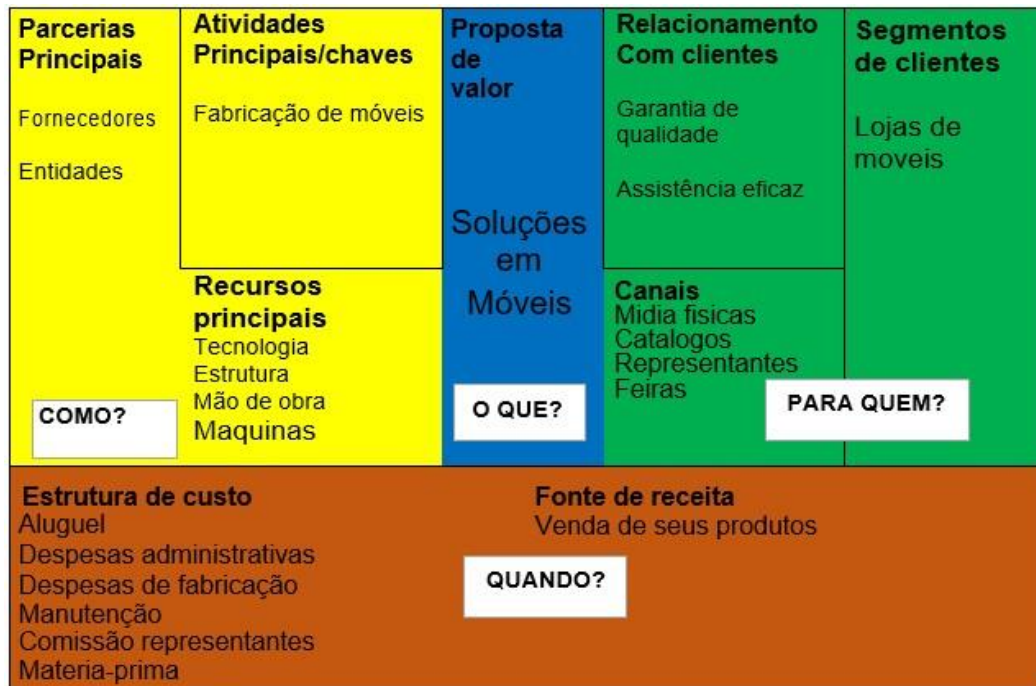 Parcerias
Principais
Fornecedores
Entidades
COMO?
Atividades
Principais/chaves
Fabricação de móveis
Recursos
principais
Tecnologia
Estrutura
Mão de obra
Maquinas
Proposta
de
valor
Soluções
em
Móveis
O QUE?
Relacionamento
Com clientes
Garantia de
qualidade
Assistência eficaz
Canais
Midia fisicas
Catalogos
Representantes
Feiras
Segmentos
de clientes
Lojas de
moveis
PARA QUEM?
Estrutura de custo
Aluguel
Despesas administrativas
Despesas de fabricação
Manutenção
Comissão representantes
Materia-prima
Fonte de receita
Venda de seus produtos
QUANDO?